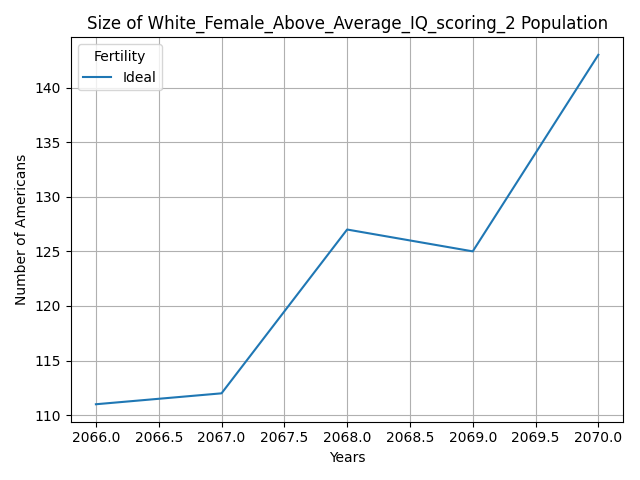 Size of White_Female_Above_Average_IQ_scoring_2 Population
Fertility
Ideal
Number of Americans
140
135
130
125
120
115
110
2066.0 2066.5 2067.0 2067.5 2068.0 2068.5 2069.0 2069.5 2070.0
Years